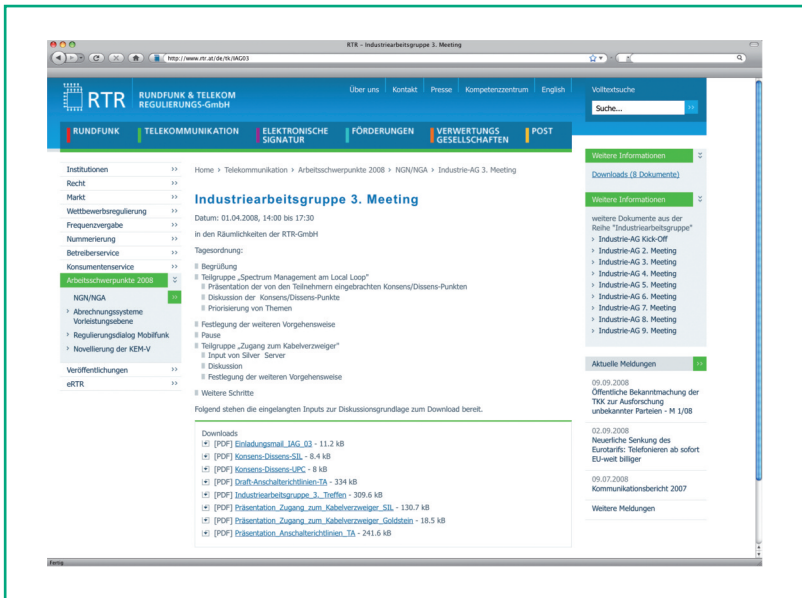 RTR – Industriearbeitsgruppe 3. Meeting
http://www.rtr.at/de/tk/IAG03
RTR
RUNDFUNK & TELEKOM
REGULIERUNGS-GmbH
Über uns
Kontakt
Presse
Kompetenzzentrum
English
Volltextsuche
Suche...
RUNDFUNK
TELEKOMMUNIKATION
ELEKTRONISCHE
SIGNATUR
FÖRDERUNGEN
VERWERTUNGS
GESELLSCHAFTEN
POST
Institutionen
Recht
Markt
Wettbewerbsregulierung
Frequenzvergabe
Nummerierung
Betreiberservice
Konsumentenservice
Arbeitsschwerpunkte 2008
NGN/NGA
Abrechnungssysteme
Vorleistungsebene
Regulierungsdialog Mobilfunk
Novellierung der KEM-V
Veröffentlichungen
eRTR
Home > Telekommunikation > Arbeitsschwerpunkte 2008 > NGN/NGA > Industrie-AG 3. Meeting
Industriearbeitsgruppe 3. Meeting
Datum: 01.04.2008, 14:00 bis 17:30
in den Räumlichkeiten der RTR-GmbH
Tagesordnung:
Begrüßung
Teilgruppe „Spectrum Management am Local Loop"
Präsentation der von den Teilnehmern eingebrachten Konsens/Dissens-Punkten
Diskussion der Konsens/Dissens-Punkte
Priorisierung von Themen
Festlegung der weiteren Vorgehensweise
Pause
Teilgruppe „Zugang zum Kabelverzweiger"
Input von Silver Server
Diskussion
Festlegung der weiteren Vorgehensweise
Weitere Schritte
Folgend stehen die eingelangten Inputs zur Diskussionsgrundlage zum Download bereit.
Downloads
[PDF] Einladungsmail_IAG_03 - 11.2 kB
[PDF] Konsens-Dissens-SIL - 8.4 kB
[PDF] Konsens-Dissens-UPC - 8 kB
[PDF] Draft-Anschalterichtlinien-TA - 334 kB
[PDF] Industriearbeitsgruppe_3._Treffen - 309.6 kB
[PDF] Präsentation_Zugang_zum_Kabelverzweiger_SIL - 130.7 kB
[PDF] Präsentation_Zugang_zum_Kabelverzweiger_Goldstein - 18.5 kB
[PDF] Präsentation_Anschalterichtlinien_TA - 241.6 kB
Weitere Informationen
Downloads (8 Dokumente)
Weitere Informationen
weitere Dokumente aus der
Reihe "Industriearbeitsgruppe"
Industrie-AG Kick-Off
Industrie-AG 2. Meeting
Industrie-AG 3. Meeting
Industrie-AG 4. Meeting
Industrie-AG 5. Meeting
Industrie-AG 6. Meeting
Industrie-AG 7. Meeting
Industrie-AG 8. Meeting
Industrie-AG 9. Meeting
Aktuelle Meldungen
09.09.2008
Öffentliche Bekanntmachung der
TKK zur Ausforschung
unbekannter Parteien - M 1/08
02.09.2008
Neuerliche Senkung des
Eurotarifs: Telefonieren ab sofort
EU-weit billiger
09.07.2008
Kommunikationsbericht 2007
Weitere Meldungen
Fertig